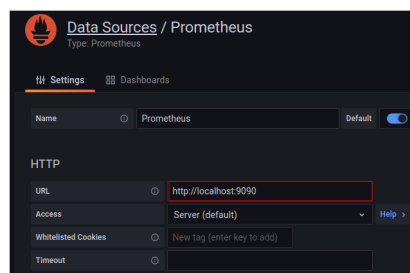 Data Sources / Prometheus
Type: Prometheus
Settings Dashboards
Name Prometheus Default
HTTP
URL http://localhost:9090
Access Server (default) Help >
Whitelisted Cookies New tag (enter key to add)
Timeout